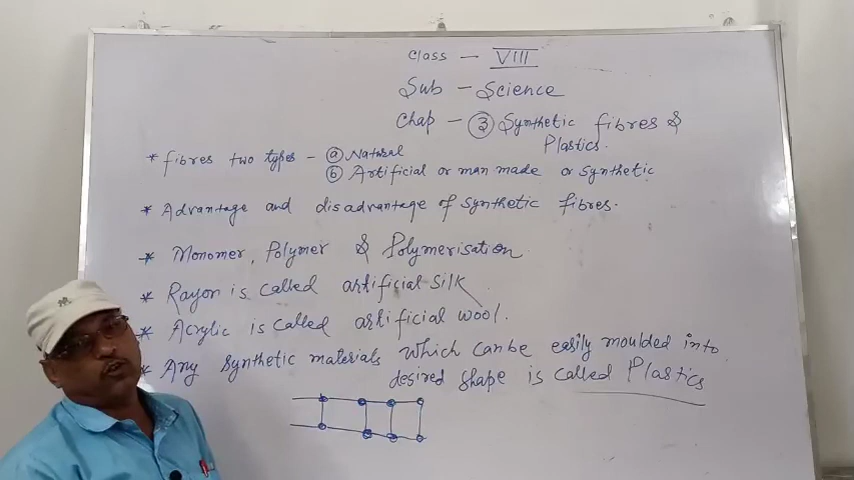 Class - VIII
Sub - Science
Chap - ③ Synthetic fibres &
Plastics.
* fibres two types - ⓐ Natural
ⓑ Artificial or man made or synthetic
* Advantage and disadvantage of synthetic fibres.
* Monomer, Polymer & Polymerisation
* Rayon is called artificial silk
* Acrylic is called artificial wool.
* Any synthetic materials which can be easily moulded into
desired shape is called Plastics